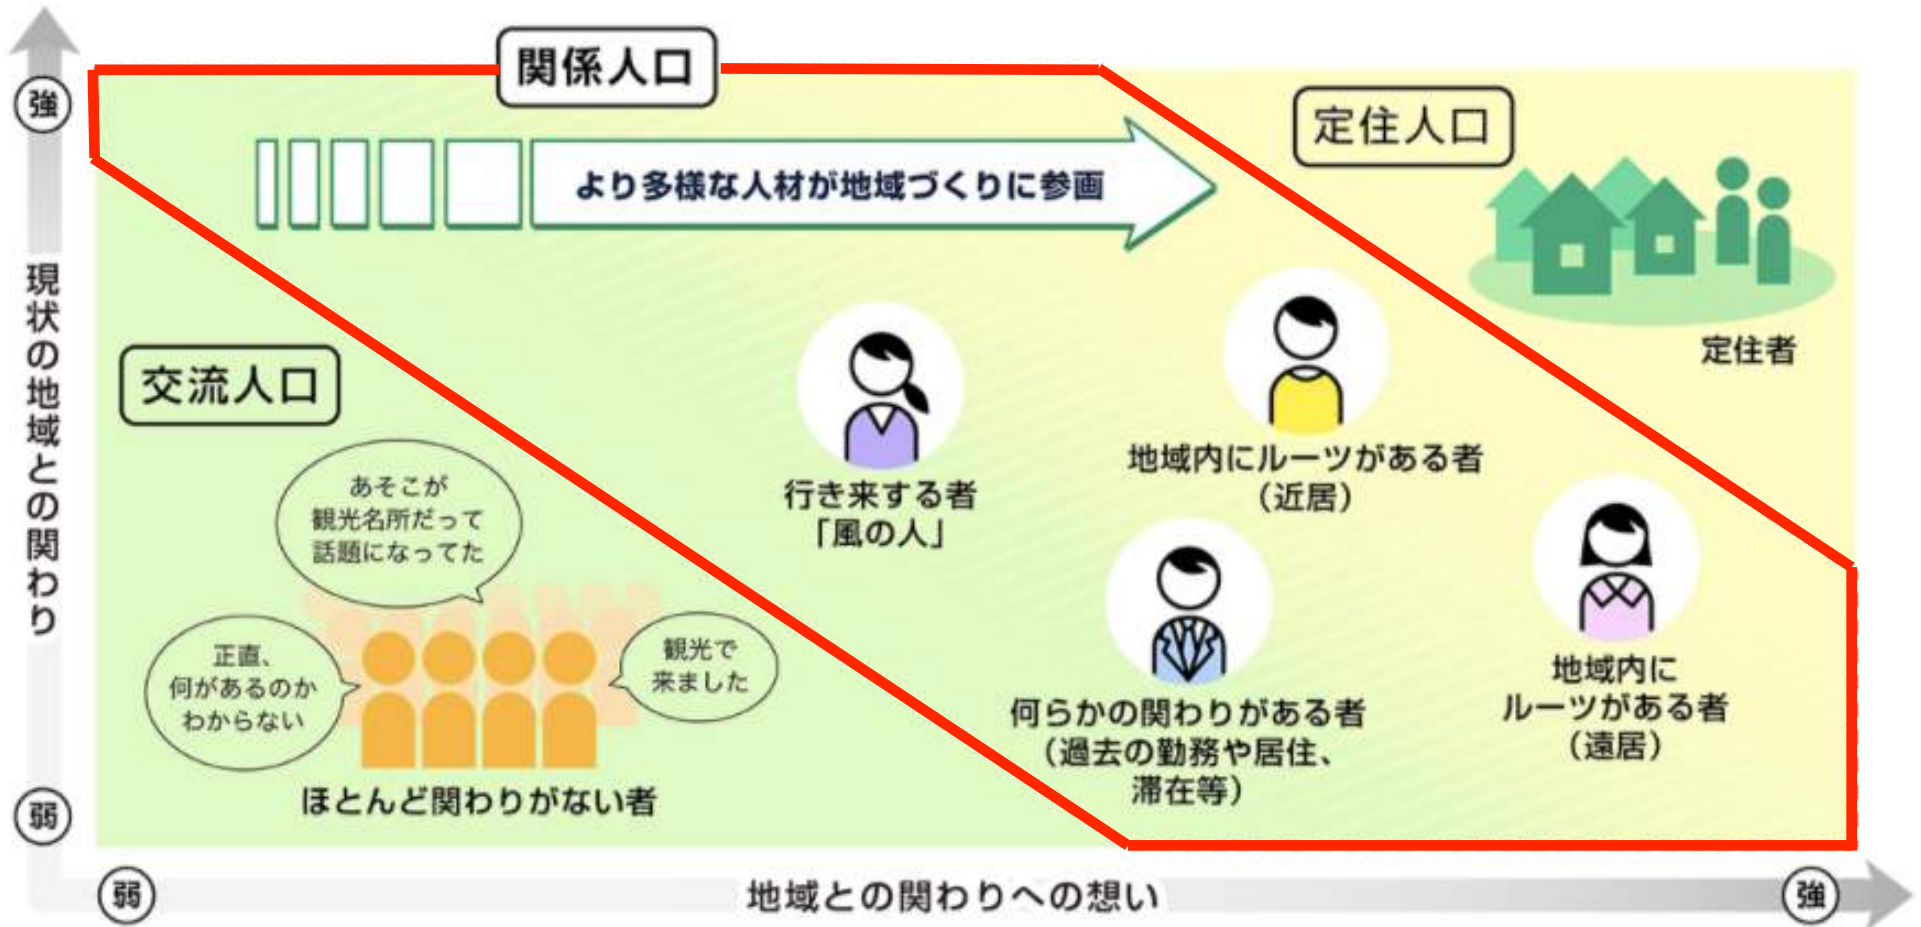 関係人口
強
定住人口
より多様な人材が地域づくりに参画
定住者
現状の地域との関わり
交流人口
あそこが
観光名所だって
話題になってた
正直、
何があるのか
わからない
観光で
来ました
ほとんど関わりがない者
行き来する者
「風の人」
地域内にルーツがある者
（近居）
何らかの関わりがある者
（過去の勤務や居住、
滞在等）
地域内に
ルーツがある者
（遠居）
弱
弱
地域との関わりへの想い
強